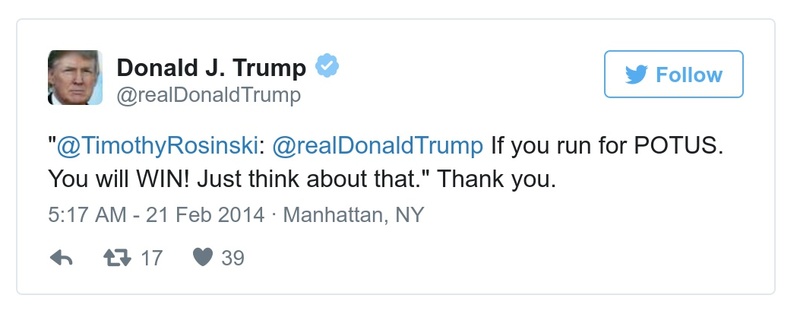 Donald J. Trump
@realDonaldTrump
Follow
"@TimothyRosinski: @realDonaldTrump If you run for POTUS.
You will WIN! Just think about that." Thank you.
5:17 AM - 21 Feb 2014 · Manhattan, NY
17 39